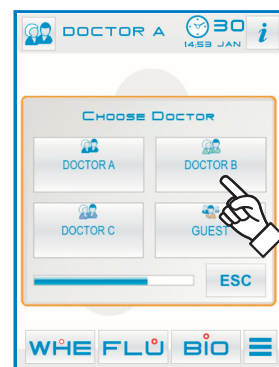 DOCTOR A
30
14:53 JAN
i
CHOOSE DOCTOR
DOCTOR A
DOCTOR B
DOCTOR C
GUEST
ESC
WHE FLU BIO